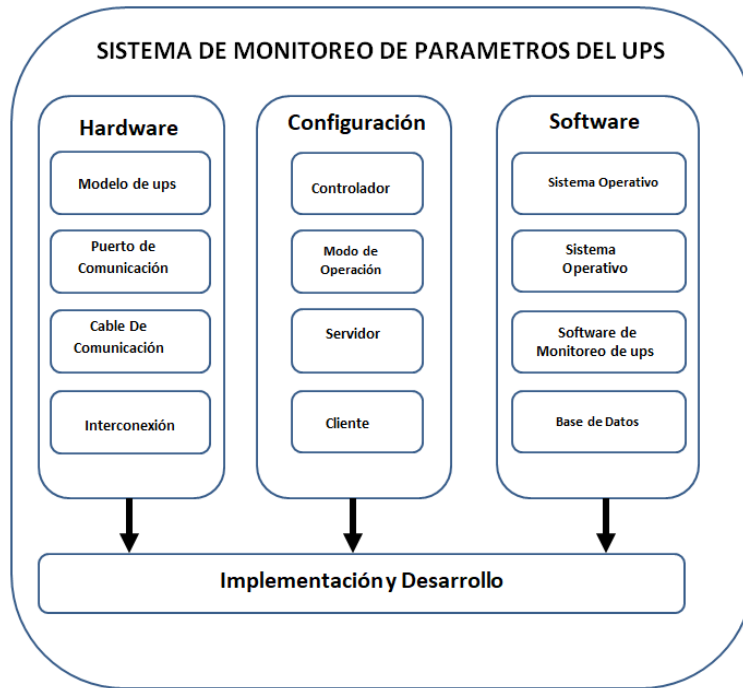 SISTEMA DE MONITOREO DE PARAMETROS DEL UPS
Hardware
Modelo de ups
Puerto de
Comunicación
Cable De
Comunicación
Interconexión
Configuración
Controlador
Modo de
Operación
Servidor
Cliente
Software
Sistema Operativo
Sistema
Operativo
Software de
Monitoreo de ups
Base de Datos
Implementación y Desarrollo